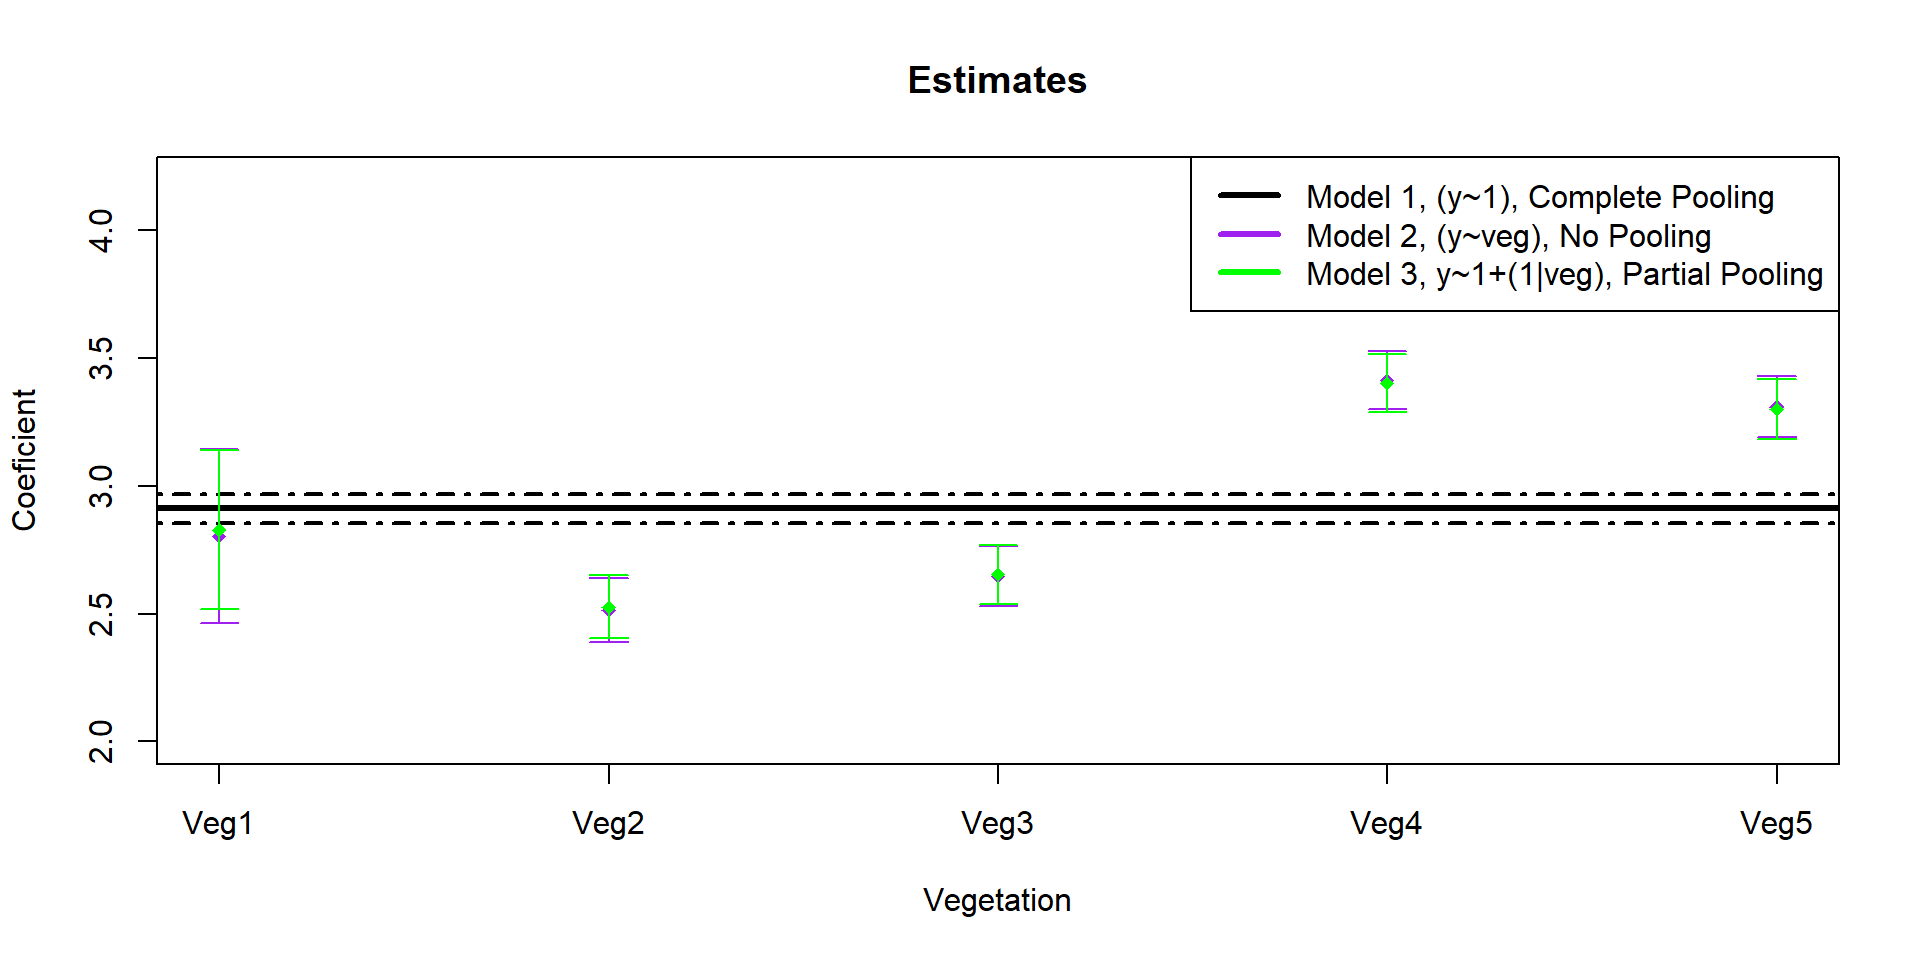 Estimates
Model 1, (y~1), Complete Pooling
Model 2, (y~veg), No Pooling
Model 3, y~1+(1|veg), Partial Pooling
Coeficient
4.0
3.5
3.0
2.5
2.0
Veg1 Veg2 Veg3 Veg4 Veg5
Vegetation